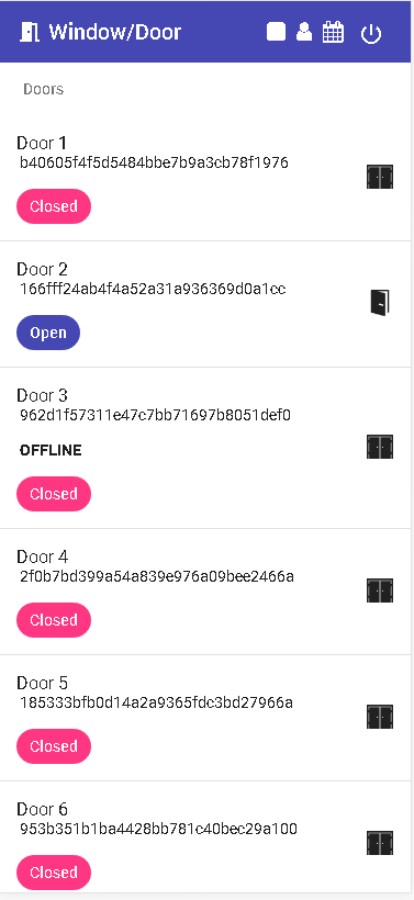 Window/Door
Doors
Door 1
b40605f4f5d5484bbe7b9a3cb78f1976
Closed
Door 2
166fff24ab4f4a52a31a936369d0a1cc
Open
Door 3
962d1f57311e47c7bb71697b8051def0
OFFLINE
Closed
Door 4
2f0b7bd399a54a839e976a09bee2466a
Closed
Door 5
185333bfb0d14a2a9365fdc3bd27966a
Closed
Door 6
953b351b1ba4428bb781c40bec29a100
Closed